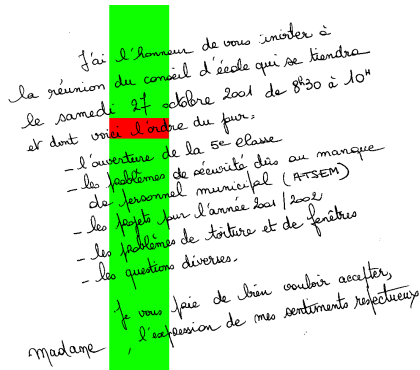 J'ai l'honneur de vous inviter à
la réunion du conseil d'école qui se tiendra
le samedi 27 octobre 2001 de 8h30 à 10H
et dont voici l'ordre du jour.
- l'ouverture de la 5e classe
- les problèmes de sécurité dûs au manque
de personnel municipal (ATSEM)
- les projets pour l'année 2001/2002
- les problèmes de toiture et de fenêtres
- les questions diverses.
Je vous prie de bien vouloir accepter,
Madame, l'expression de mes sentiments respectueux